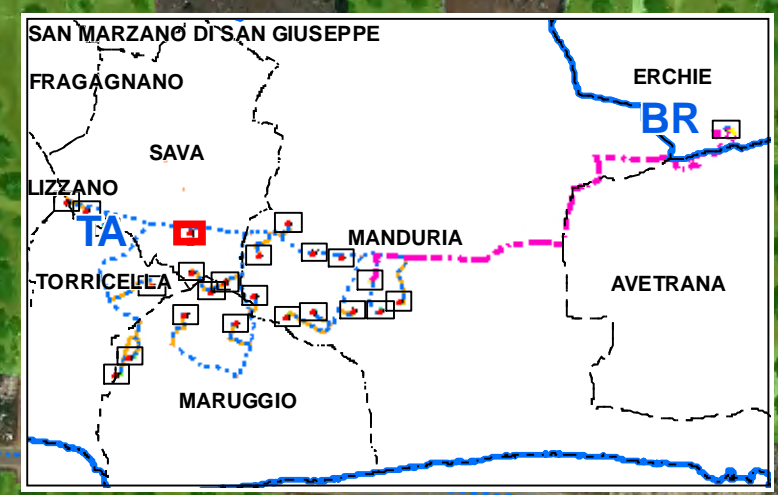 SAN MARZANO DI SAN GIUSEPPE
FRAGAGNANO
ERCHIE
BR
SAVA
LIZZANO
TA
MANDURIA
TORRICELLA
AVETRANA
MARUGGIO